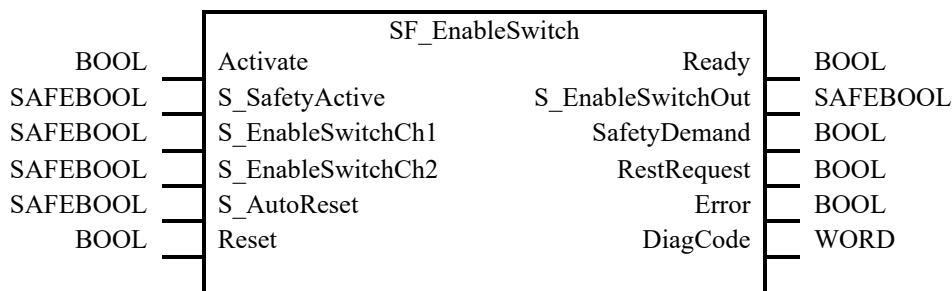 SF_EnableSwitch
BOOL Activate Ready BOOL
SAFEBOOL S_SafetyActive S_EnableSwitchOut SAFEBOOL
SAFEBOOL S_EnableSwitchCh1 SafetyDemand BOOL
SAFEBOOL S_EnableSwitchCh2 RestRequest BOOL
SAFEBOOL S_AutoReset Error BOOL
BOOL Reset DiagCode WORD